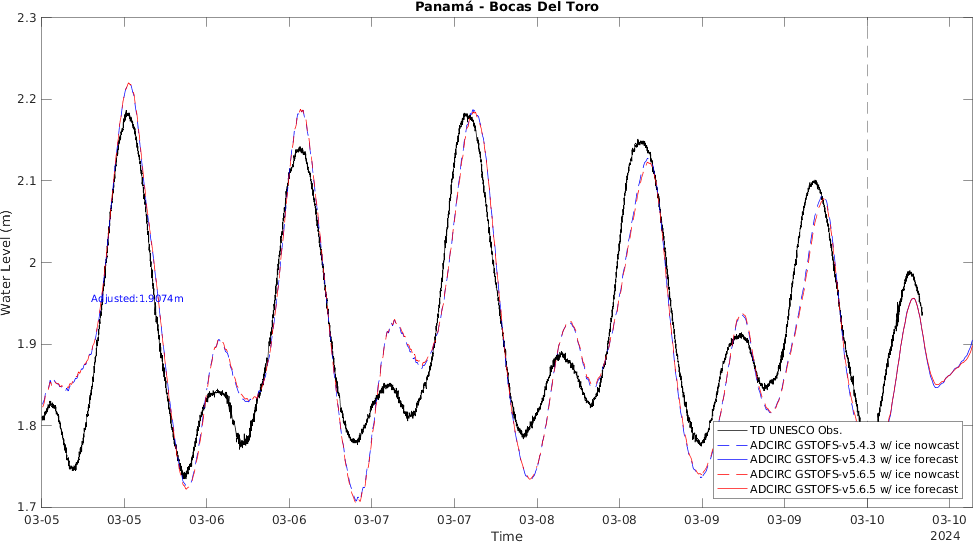 Panamá - Bocas Del Toro
2.3
2.2
2.1
2
1.9
1.8
1.7
Water Level (m)
Adjusted:1.9074m
TD UNESCO Obs.
ADCIRC GSTOFS-v5.4.3 w/ ice nowcast
ADCIRC GSTOFS-v5.4.3 w/ ice forecast
ADCIRC GSTOFS-v5.6.5 w/ ice nowcast
ADCIRC GSTOFS-v5.6.5 w/ ice forecast
03-05 03-05 03-06 03-06 03-07 03-07 03-08 03-08 03-09 03-09 03-10 03-10
2024
Time